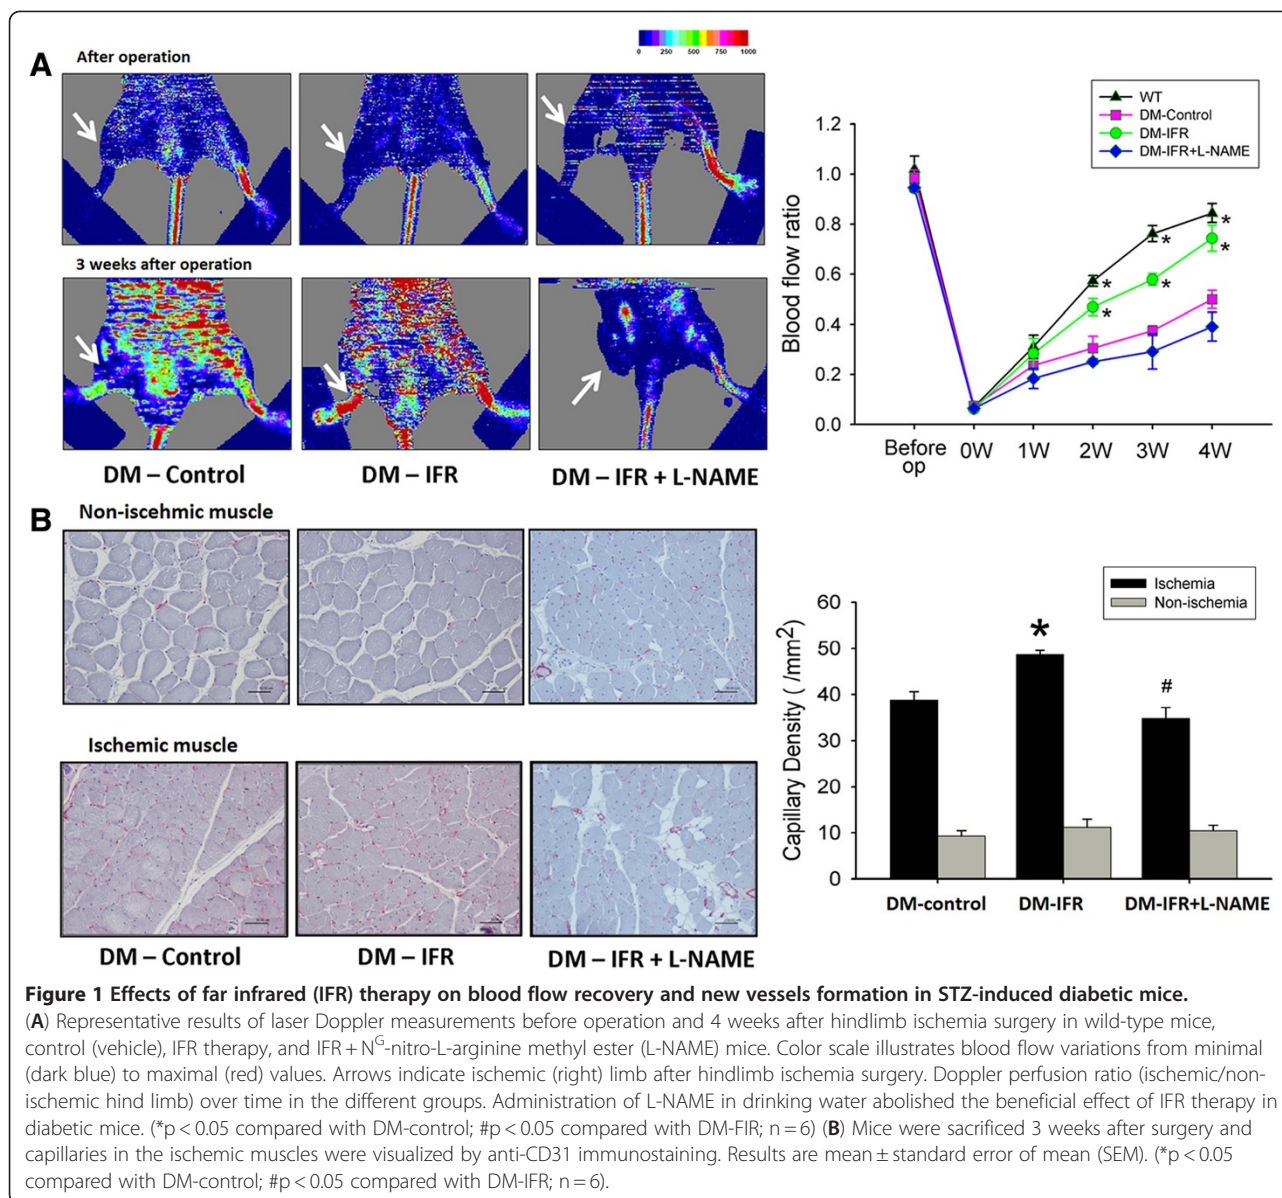 A
After operation
0 250 500 750 1000
3 weeks after operation
DM – Control
DM – IFR
DM – IFR + L-NAME
WT
DM-Control
DM-IFR
DM-IFR+L-NAME
Blood flow ratio
1.2
1.0
0.8
0.6
0.4
0.2
0.0
Before op
0W
1W
2W
3W
4W
*
*
*
*
*
*
B
Non-iscehmic muscle
Ischemic muscle
DM – Control
DM – IFR
DM – IFR + L-NAME
Ischemia
Non-ischemia
Capillary Density ( /mm²)
60
50
40
30
20
10
0
*
#
DM-control
DM-IFR
DM-IFR+L-NAME
Figure 1 Effects of far infrared (IFR) therapy on blood flow recovery and new vessels formation in STZ-induced diabetic mice.
(A) Representative results of laser Doppler measurements before operation and 4 weeks after hindlimb ischemia surgery in wild-type mice,
control (vehicle), IFR therapy, and IFR + N^G-nitro-L-arginine methyl ester (L-NAME) mice. Color scale illustrates blood flow variations from minimal
(dark blue) to maximal (red) values. Arrows indicate ischemic (right) limb after hindlimb ischemia surgery. Doppler perfusion ratio (ischemic/non-
ischemic hind limb) over time in the different groups. Administration of L-NAME in drinking water abolished the beneficial effect of IFR therapy in
diabetic mice. (*p < 0.05 compared with DM-control; #p < 0.05 compared with DM-FIR; n = 6) (B) Mice were sacrificed 3 weeks after surgery and
capillaries in the ischemic muscles were visualized by anti-CD31 immunostaining. Results are mean ± standard error of mean (SEM). (*p < 0.05
compared with DM-control; #p < 0.05 compared with DM-IFR; n = 6).